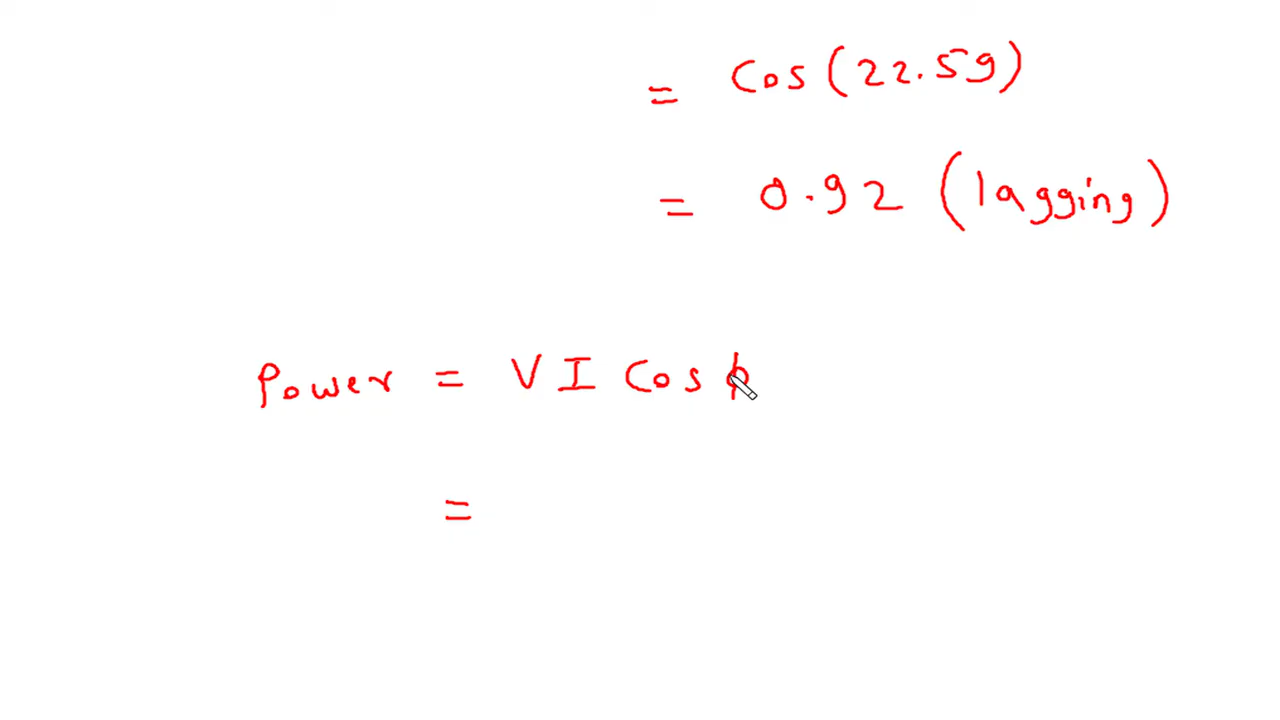 = Cos (22.59)
= 0.92 (lagging)
Power = V I Cos ϕ
=